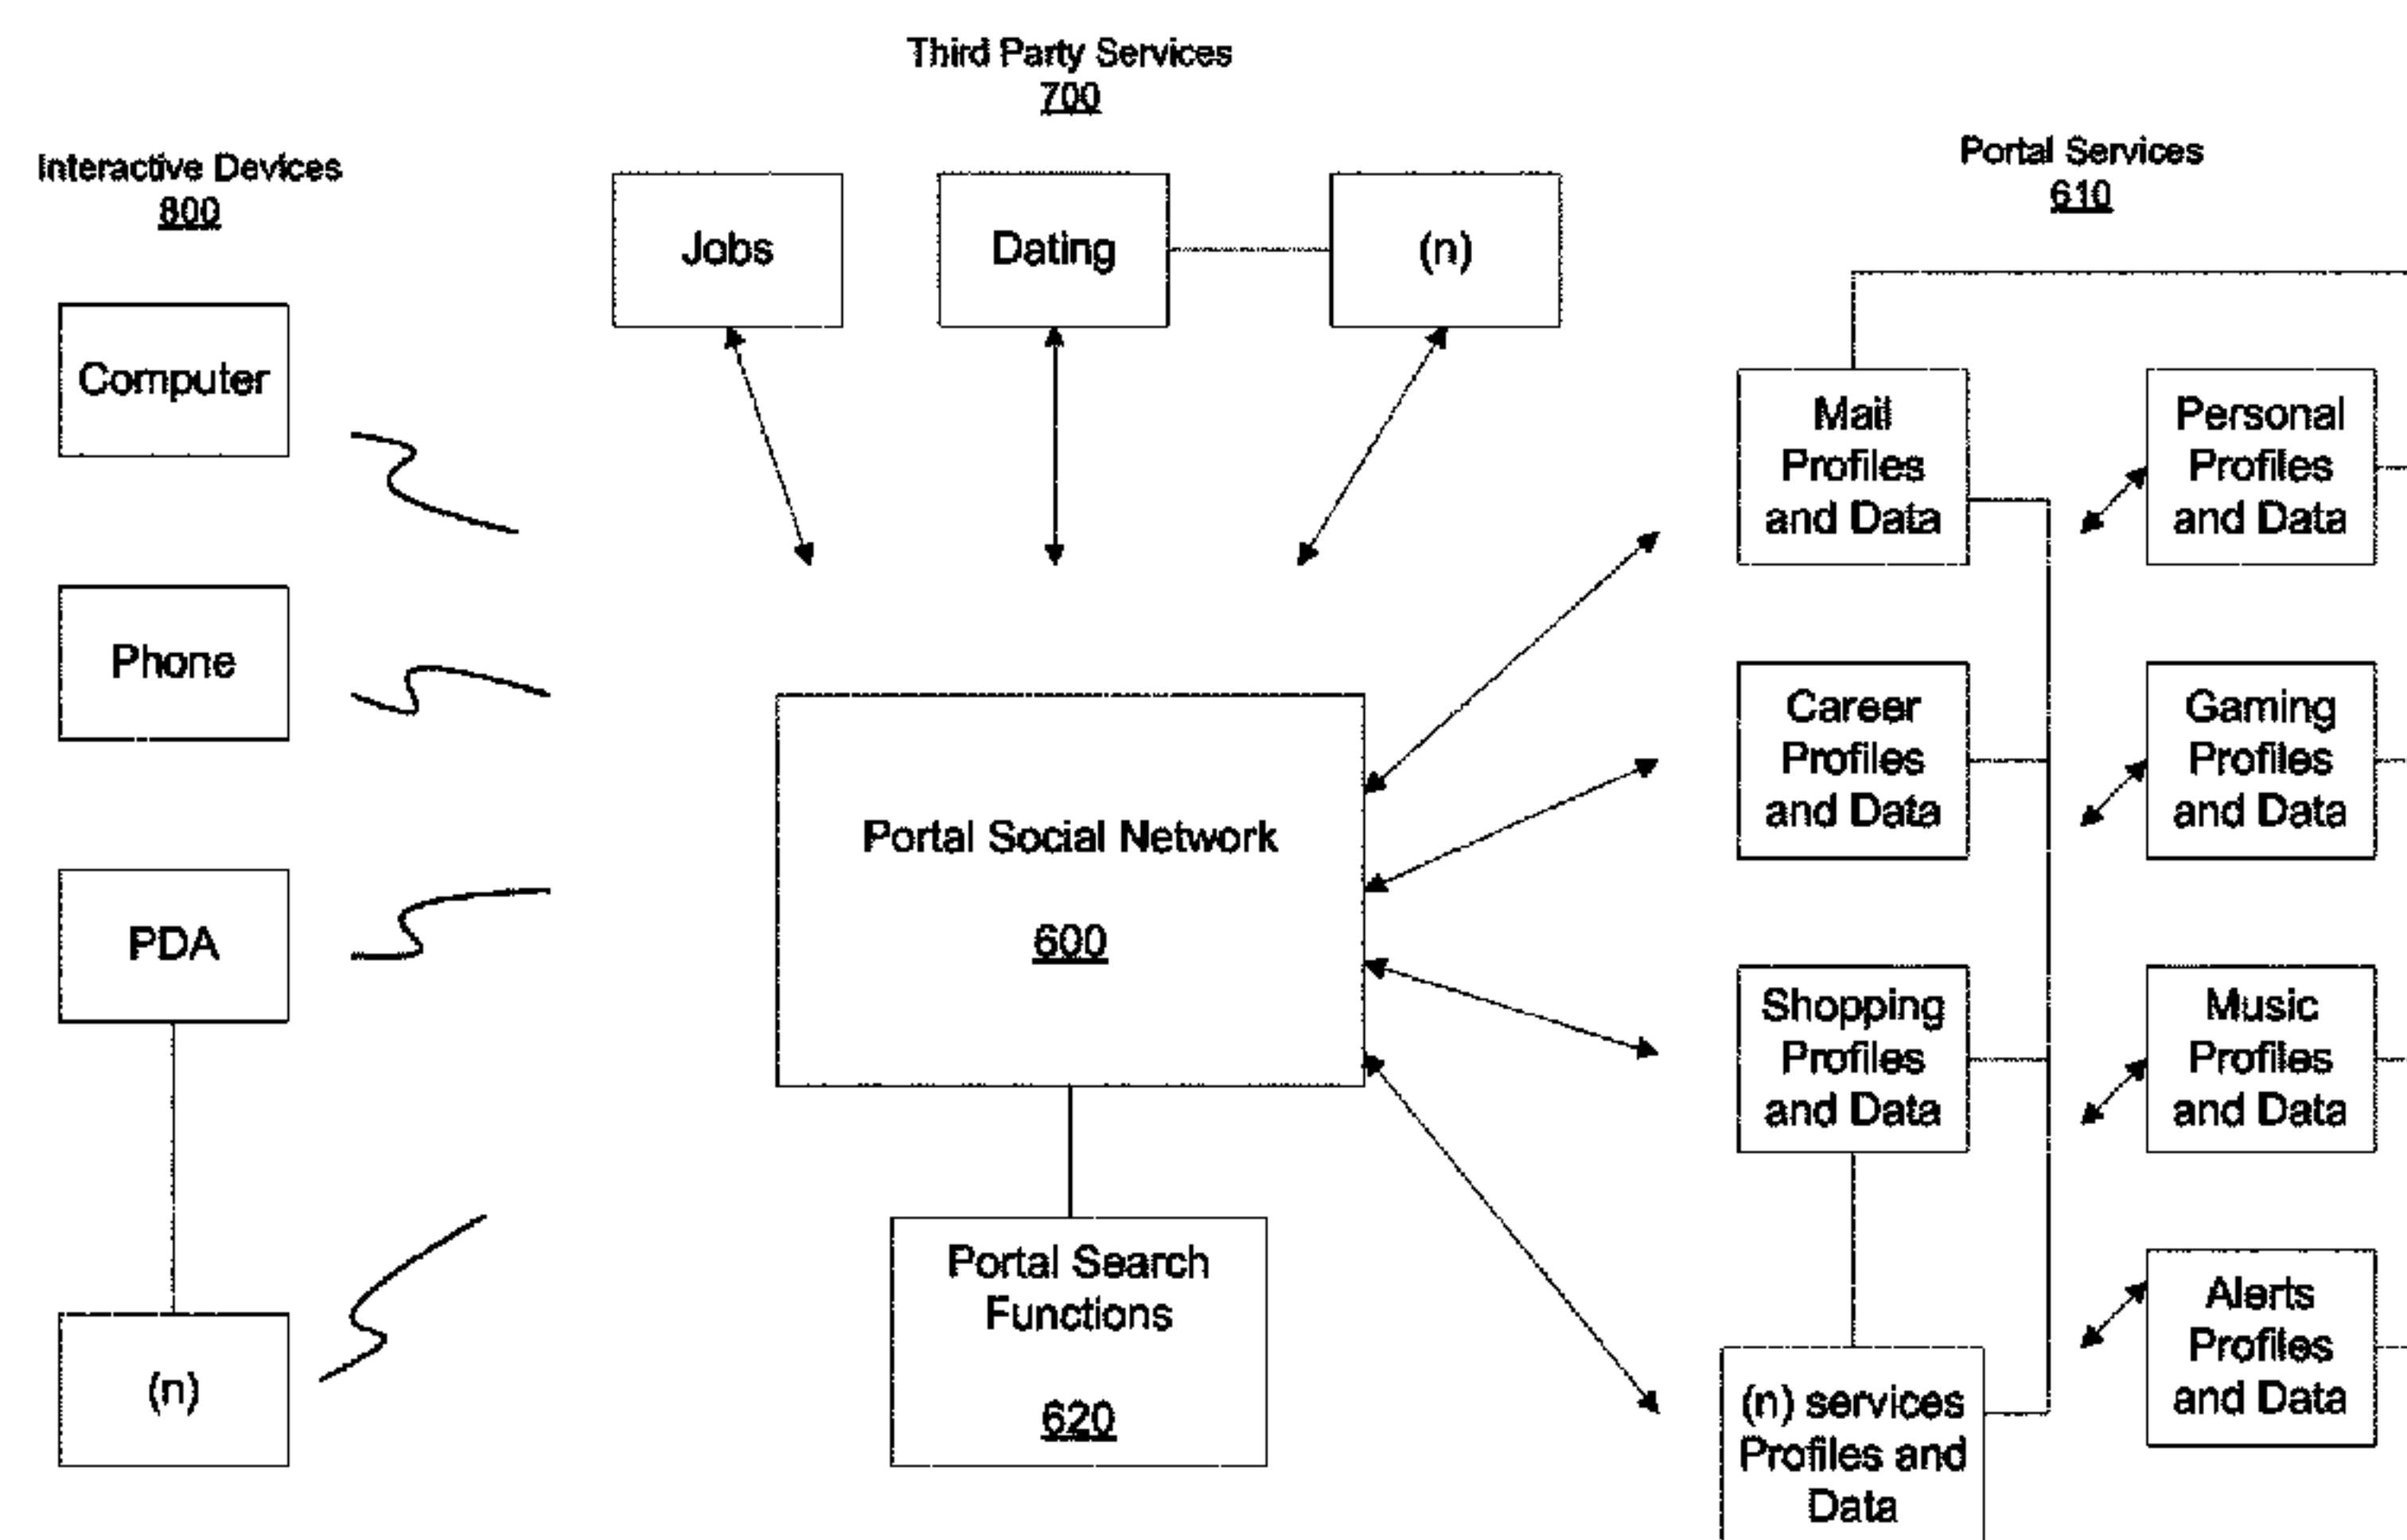 Third Party Services
700
Interactive Devices
800
Portal Services
610
Jobs
Dating
(n)
Computer
Phone
PDA
(n)
Portal Social Network
600
Portal Search
Functions
620
Mail
Profiles
and Data
Personal
Profiles
and Data
Career
Profiles
and Data
Gaming
Profiles
and Data
Shopping
Profiles
and Data
Music
Profiles
and Data
(n) services
Profiles and
Data
Alerts
Profiles
and Data